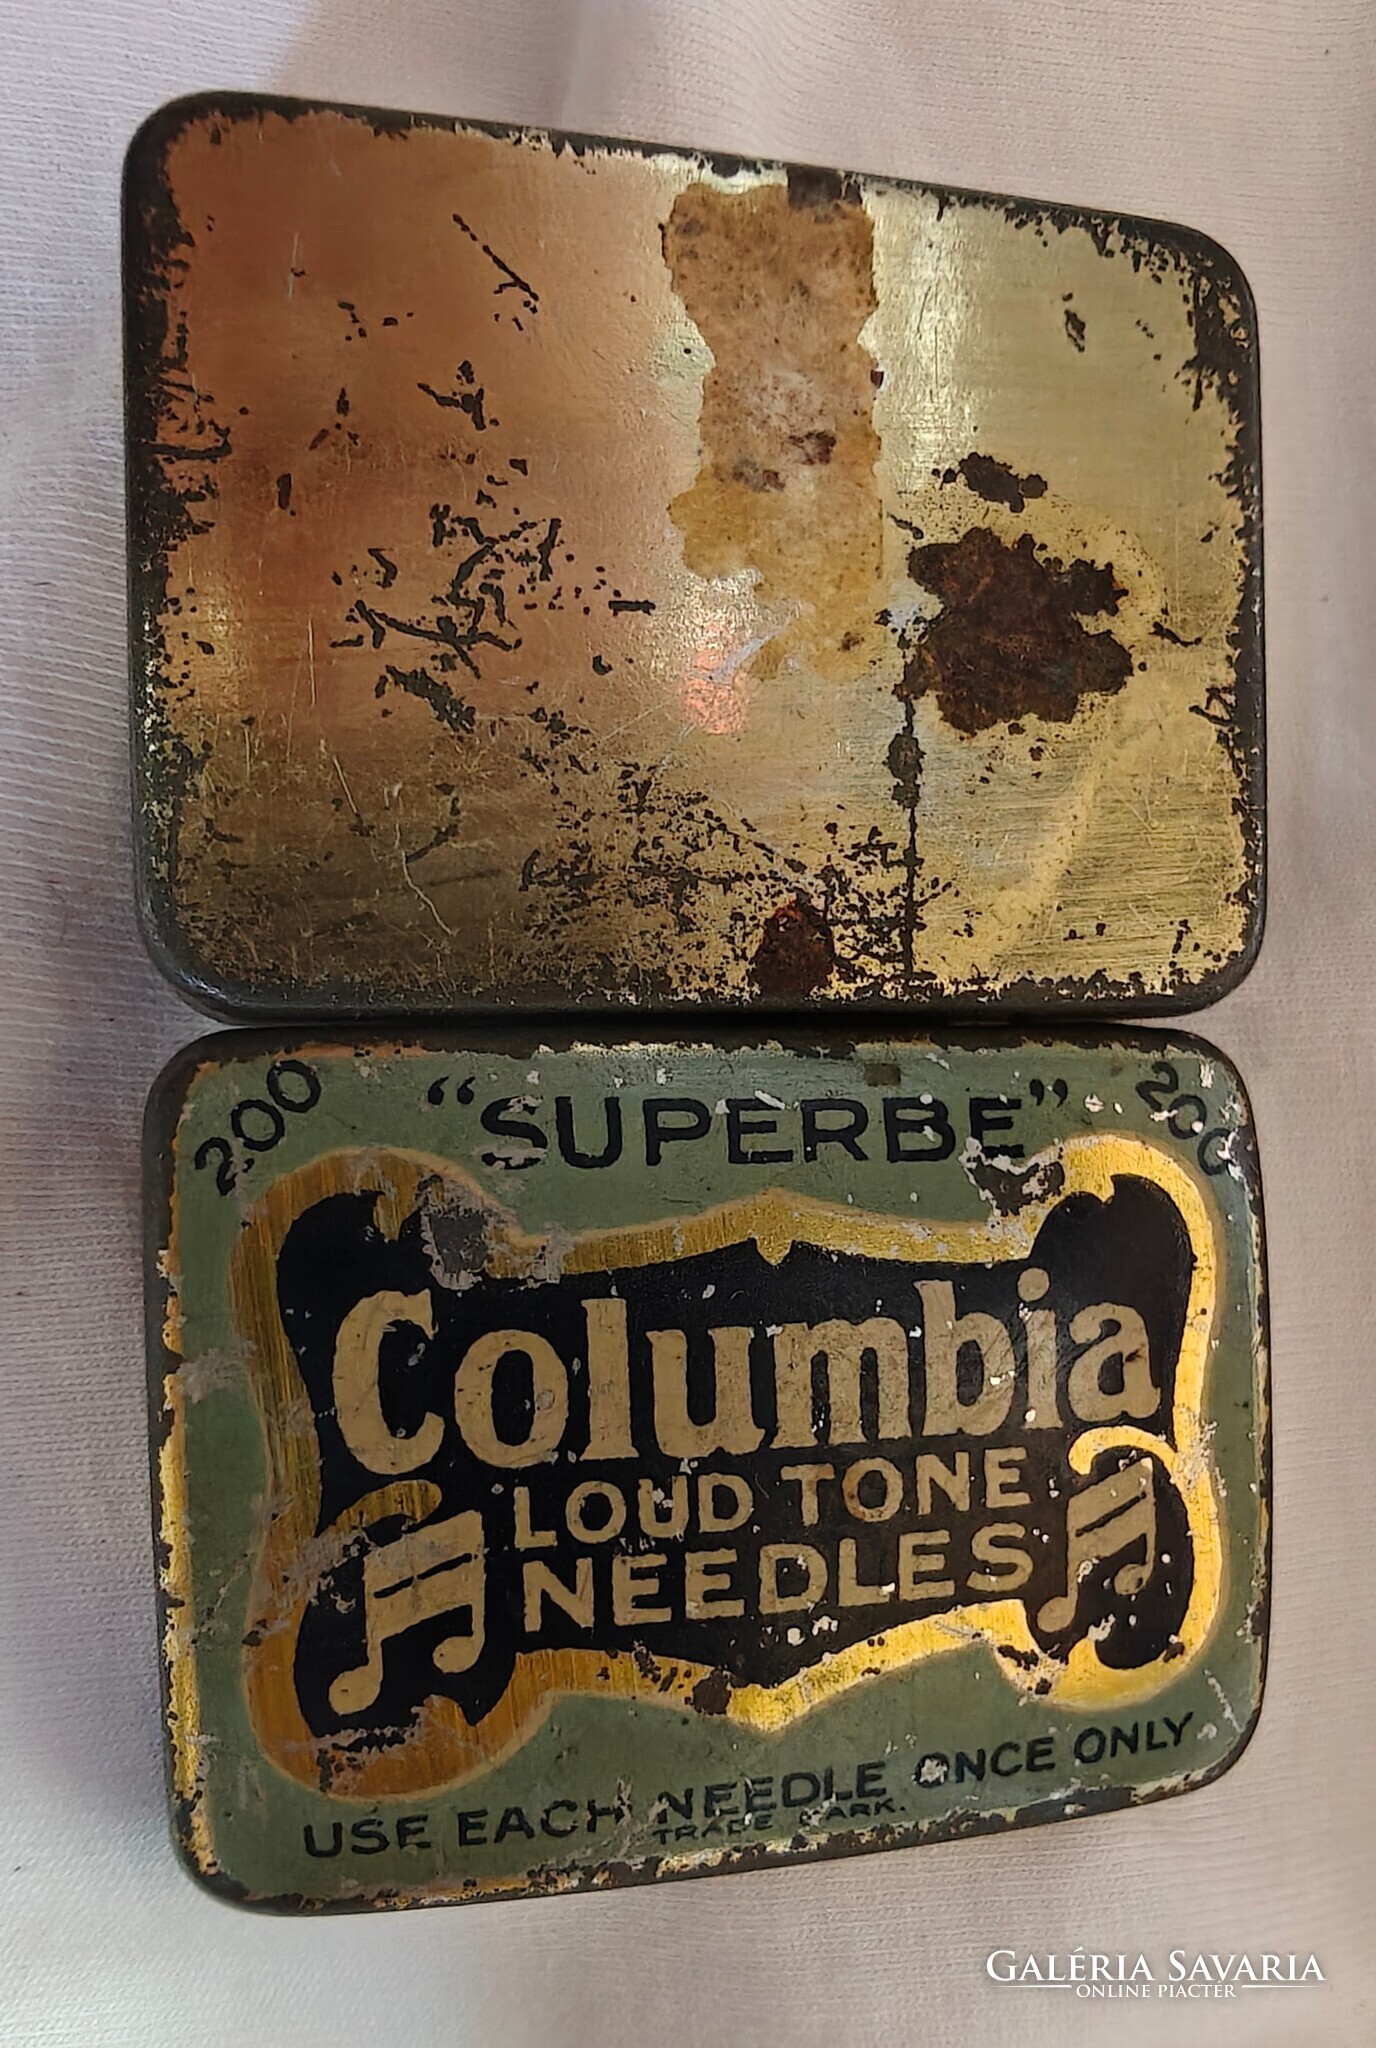 200 "SUPERBE" 200
Columbia
LOUD TONE
NEEDLES
USE EACH NEEDLE ONCE ONLY
TRADE MARK.
GALÉRIA SAVARIA
ONLINE PIACTÉR